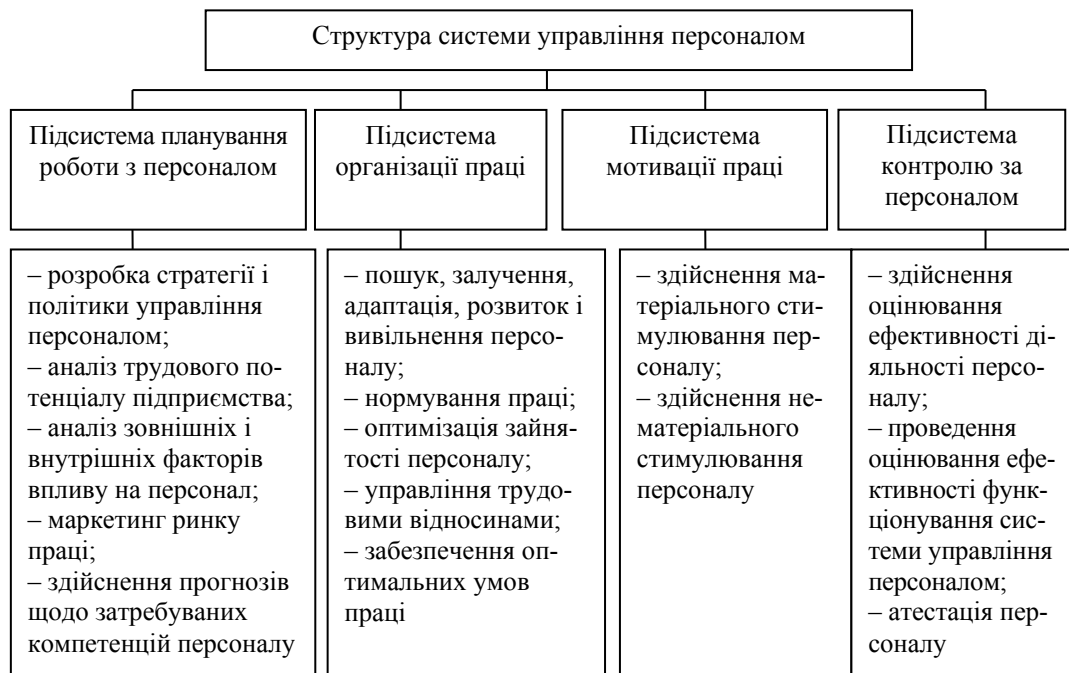 Структура системи управління персоналом
Підсистема планування
роботи з персоналом
Підсистема
організації праці
Підсистема
мотивації праці
Підсистема
контролю за
персоналом
– розробка стратегії і
політики управління
персоналом;
– аналіз трудового по-
тенціалу підприємства;
– аналіз зовнішніх і
внутрішніх факторів
впливу на персонал;
– маркетинг ринку
праці;
– здійснення прогнозів
щодо затребуваних
компетенцій персоналу
– пошук, залучення,
адаптація, розвиток і
вивільнення персо-
налу;
– нормування праці;
– оптимізація зайня-
тості персоналу;
– управління трудо-
вими відносинами;
– забезпечення оп-
тимальних умов
праці
– здійснення ма-
теріального сти-
мулювання пер-
соналу;
– здійснення не-
матеріального
стимулювання
персоналу
– здійснення
оцінювання
ефективності ді-
яльності персо-
налу;
– проведення
оцінювання ефе-
ктивності функ-
ціонування сис-
теми управління
персоналом;
– атестація пер-
соналу